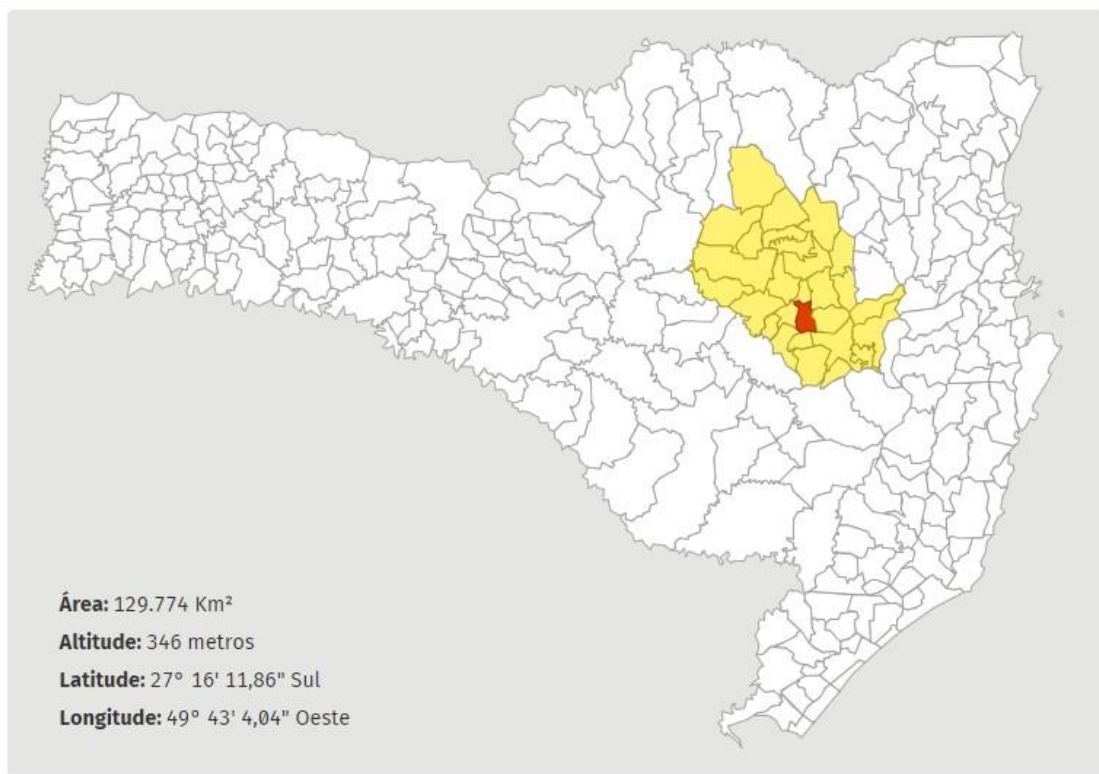 Área: 129.774 Km²
Altitude: 346 metros
Latitude: 27° 16' 11,86" Sul
Longitude: 49° 43' 4,04" Oeste